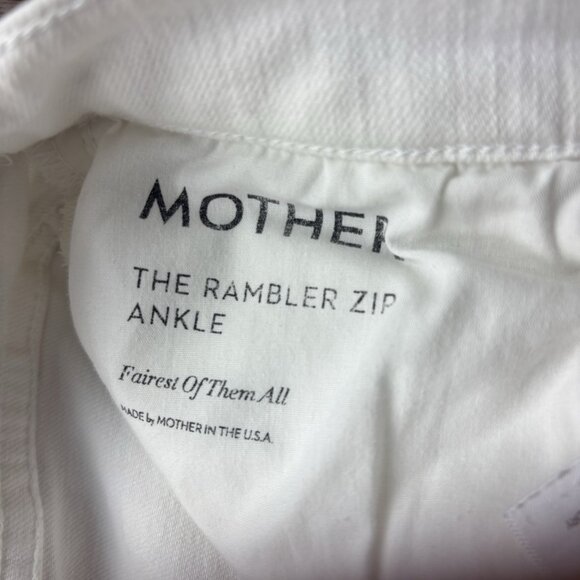 MOTHER
THE RAMBLER ZIP
ANKLE
Fairest Of Them All
MADE by MOTHER IN THE U.S.A.